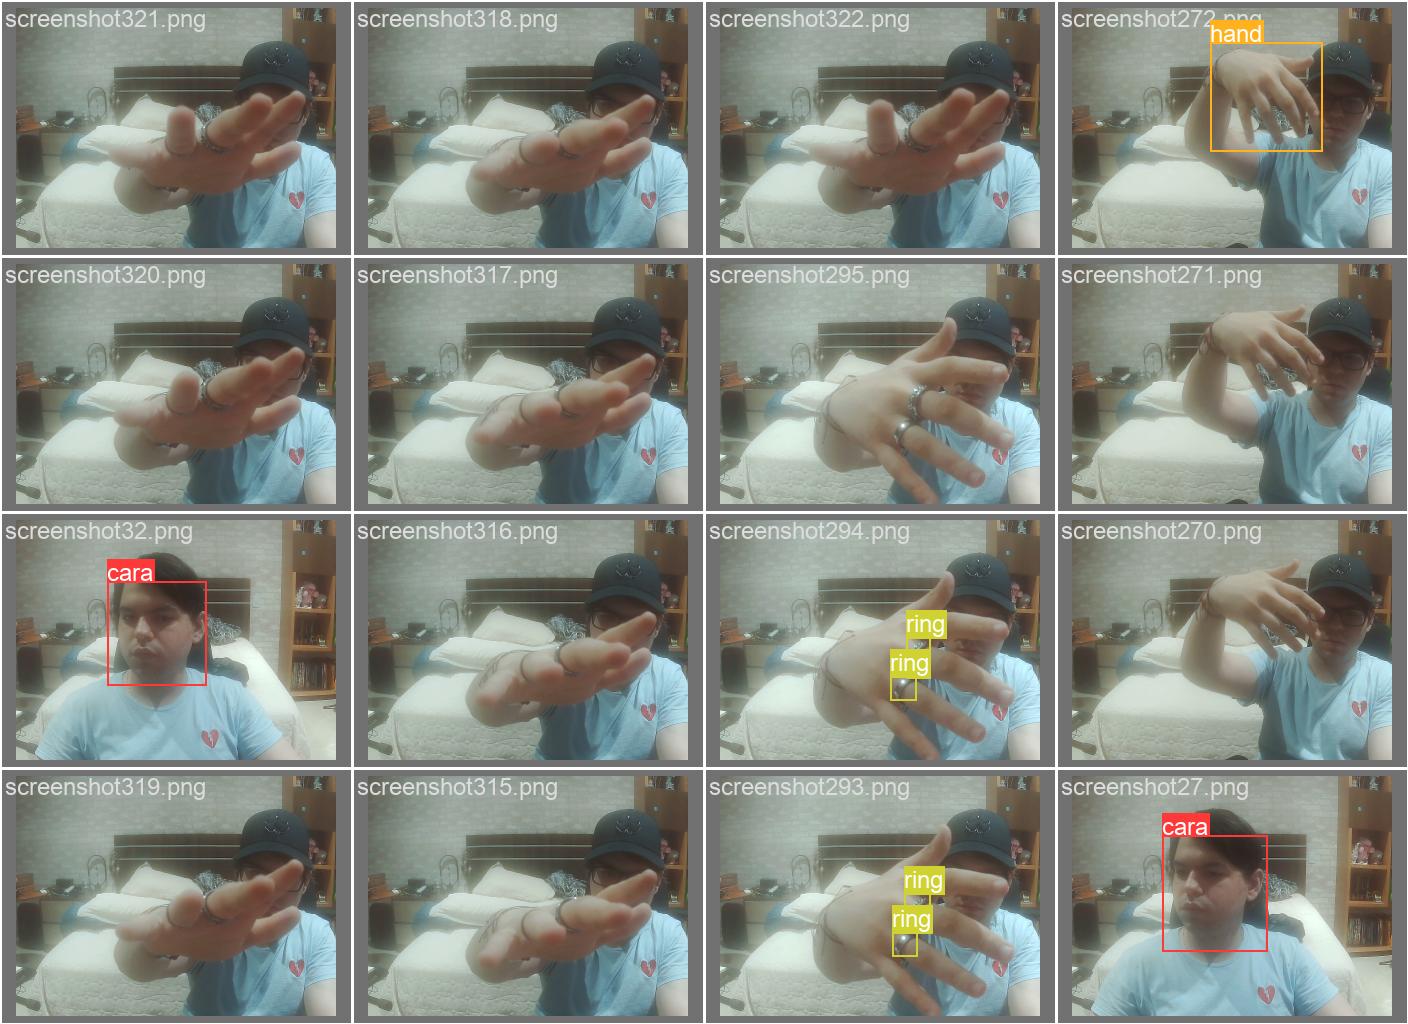 screenshot321.png
screenshot318.png
screenshot322.png
screenshot272.png
hand
screenshot320.png
screenshot317.png
screenshot295.png
screenshot271.png
screenshot32.png
cara
screenshot316.png
screenshot294.png
ring
ring
screenshot270.png
screenshot319.png
screenshot315.png
screenshot293.png
ring
ring
screenshot27.png
cara